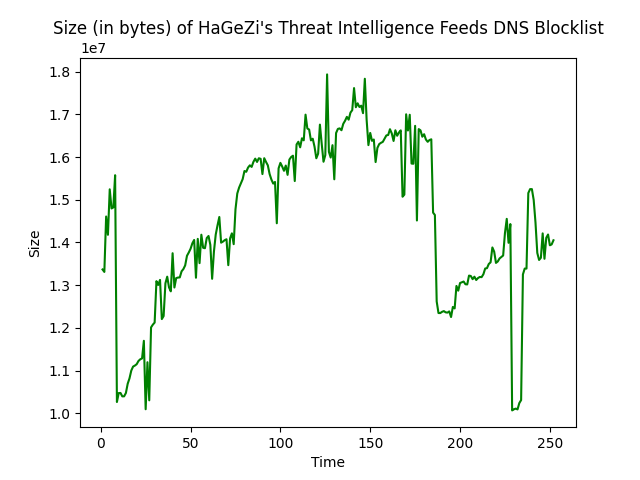 Size (in bytes) of HaGeZi's Threat Intelligence Feeds DNS Blocklist
1e7
1.8
1.7
1.6
1.5
1.4
1.3
1.2
1.1
1.0
Size
0 50 100 150 200 250
Time